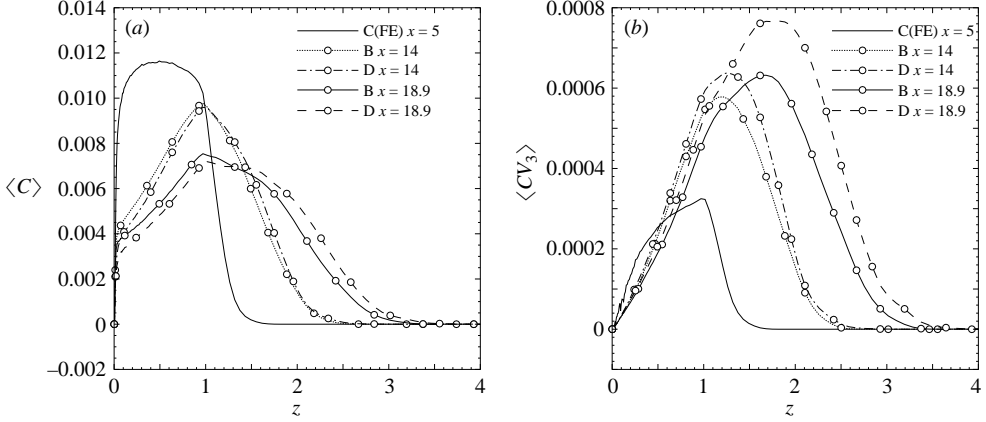 0.014
(a)
C(FE) x = 5
B x = 14
D x = 14
B x = 18.9
D x = 18.9
0.012
0.010
0.008
0.006
0.004
0.002
0
–0.002
⟨C⟩
0 1 2 3 4
z
0.0008
(b)
C(FE) x = 5
B x = 14
D x = 14
B x = 18.9
D x = 18.9
0.0006
0.0004
0.0002
0
⟨CV₃⟩
0 1 2 3 4
z